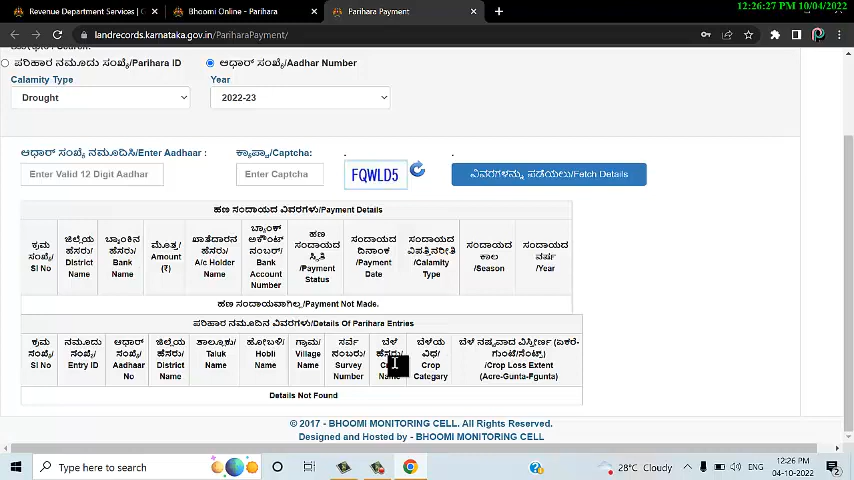 12:26:27 PM 10/04/2022
Revenue Department Services | G
Bhoomi Online - Parihara
Parihara Payment
landrecords.karnataka.gov.in/PariharaPayment/
ಪರಿಹಾರ ನಮೂದು ಸಂಖ್ಯೆ/Parihara ID
ಆಧಾರ್ ಸಂಖ್ಯೆ/Aadhar Number
Calamity Type
Year
Drought
2022-23
ಆಧಾರ್ ಸಂಖ್ಯೆ ನಮೂದಿಸಿ/Enter Aadhaar :
ಕ್ಯಾಪ್ಚಾ/Captcha:
Enter Valid 12 Digit Aadhar
Enter Captcha
FQWLD5
ವಿವರಗಳನ್ನು ಪಡೆಯಲು/Fetch Details
ಹಣ ಸಂದಾಯದ ವಿವರಗಳು/Payment Details
ಕ್ರಮ ಸಂಖ್ಯೆ/ Sl No
ಜಿಲ್ಲೆಯ ಹೆಸರು/ District Name
ಬ್ಯಾಂಕಿನ ಹೆಸರು/ Bank Name
ಮೊತ್ತ/ Amount (₹)
ಖಾತೆದಾರನ ಹೆಸರು/ A/c Holder Name
ಬ್ಯಾಂಕ್ ಅಕೌಂಟ್ ನಂಬರ್/ Bank Account Number
ಹಣ ಸಂದಾಯದ ಸ್ಥಿತಿ /Payment Status
ಸಂದಾಯದ ದಿನಾಂಕ /Payment Date
ಸಂದಾಯದ ವಿಪತ್ತಿನರೀತಿ /Calamity Type
ಸಂದಾಯದ ಕಾಲ /Season
ಸಂದಾಯದ ವರ್ಷ /Year
ಹಣ ಸಂದಾಯವಾಗಿಲ್ಲ/Payment Not Made.
ಪರಿಹಾರ ನಮೂದಿನ ವಿವರಗಳು/Details Of Parihara Entries
ಕ್ರಮ ಸಂಖ್ಯೆ/ Sl No
ನಮೂದು ಸಂಖ್ಯೆ/ Entry ID
ಆಧಾರ್ ಸಂಖ್ಯೆ/ Aadhaar No
ಜಿಲ್ಲೆಯ ಹೆಸರು/ District Name
ತಾಲ್ಲೂಕು/ Taluk Name
ಹೋಬಳಿ/ Hobli Name
ಗ್ರಾಮ/ Village Name
ಸರ್ವೆ ನಂಬರು/ Survey Number
ಬೆಳೆ ಹೆಸರು/ Name
ಬೆಳೆಯ ವಿಧ/ Crop Categary
ಬೆಳೆ ನಷ್ಟವಾದ ವಿಸ್ತೀರ್ಣ (ಎಕರೆ-ಗುಂಟೆ/ಸೆಂಟ್ಸ್) /Crop Loss Extent (Acre-Gunta-Fgunta)
Details Not Found
© 2017 - BHOOMI MONITORING CELL. All Rights Reserved.
Designed and Hosted by - BHOOMI MONITORING CELL
Type here to search
28°C Cloudy
ENG
12:26 PM
04-10-2022
2